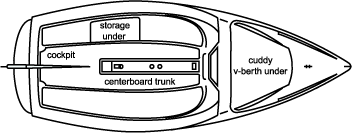 storage
under
cockpit
centerboard trunk
cuddy
v-berth under